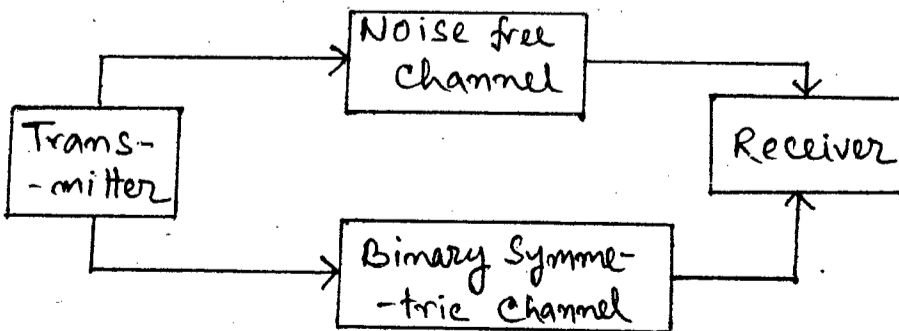 Noise free
Channel
Trans-
-mitter
Receiver
Binary Symme-
-tric Channel